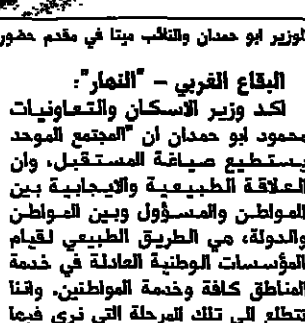 لوزير ابو حمدان والنائب ميتا في مقدم حضور
البقاع الغربي – "النهار":
اكد وزير الاسكان والتعاونيات
محمود ابو حمدان ان "المجتمع الموحد
يستطيع صياغة المستقبل، وان
العلاقة الطبيعية والايجابية بين
المواطن والمسؤول وبين المواطن
والدولة، هي الطريق الطبيعي لقيام
المؤسسات الوطنية العادلة في خدمة
المناطق كافة وخدمة المواطنين. واننا
نتطلع الى تلك المرحلة التي نرى فيها